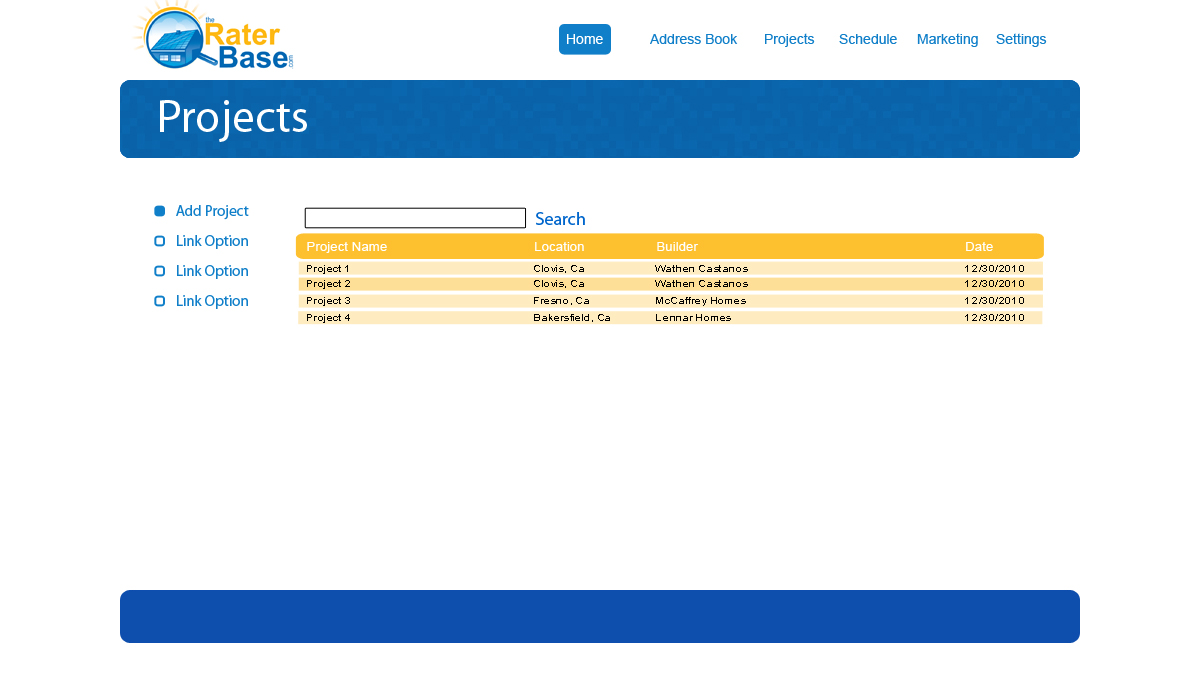 the
Rater
Base.com
Home Address Book Projects Schedule Marketing Settings
Projects
Add Project
Link Option
Link Option
Link Option
Search
Project Name Location Builder Date
Project 1 Clovis, Ca Wathen Castanos 12/30/2010
Project 2 Clovis, Ca Wathen Castanos 12/30/2010
Project 3 Fresno, Ca McCaffrey Homes 12/30/2010
Project 4 Bakersfield, Ca Lennar Homes 12/30/2010